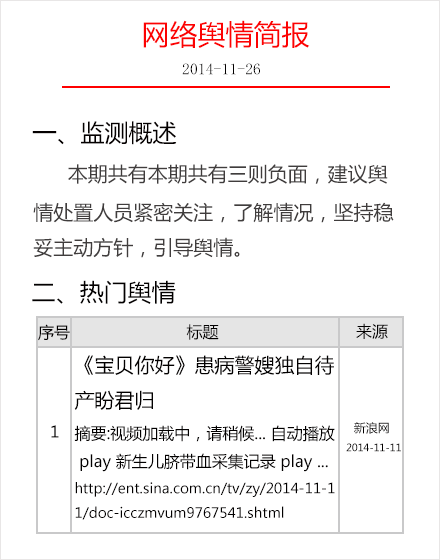 网络舆情简报
2014-11-26
一、监测概述
本期共有本期共有三则负面，建议舆
情处置人员紧密关注，了解情况，坚持稳
妥主动方针，引导舆情。
二、热门舆情
序号 标题 来源
《宝贝你好》患病警嫂独自待
产盼君归
1
摘要:视频加载中，请稍候... 自动播放
play 新生儿脐带血采集记录 play ...
http://ent.sina.com.cn/tv/zy/2014-11-1
1/doc-icczmvum9767541.shtml
新浪网
2014-11-11